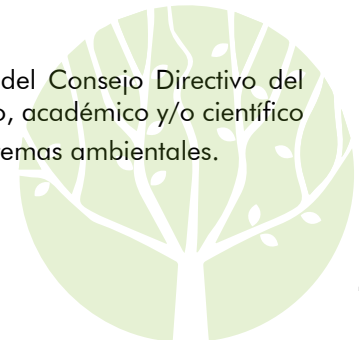 del Consejo Directivo del
, académico y/o científico
emas ambientales.